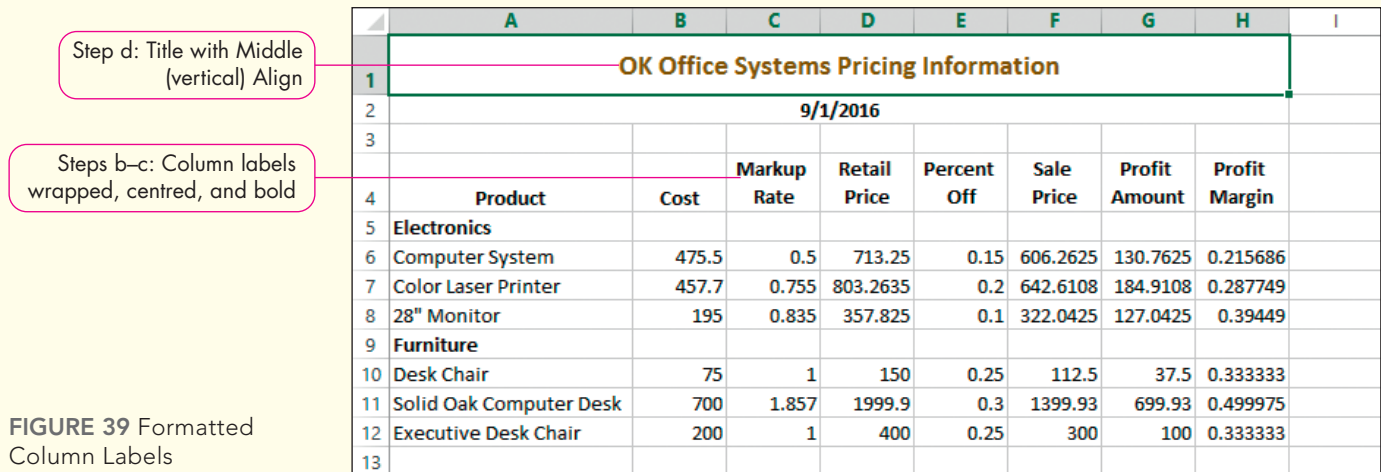 A B C D E F G H I
Step d: Title with Middle
(vertical) Align
1 OK Office Systems Pricing Information
2 9/1/2016
3
Steps b–c: Column labels
wrapped, centred, and bold
Markup Retail Percent Sale Profit Profit
4 Product Cost Rate Price Off Price Amount Margin
5 Electronics
6 Computer System 475.5 0.5 713.25 0.15 606.2625 130.7625 0.215686
7 Color Laser Printer 457.7 0.755 803.2635 0.2 642.6108 184.9108 0.287749
8 28" Monitor 195 0.835 357.825 0.1 322.0425 127.0425 0.39449
9 Furniture
10 Desk Chair 75 1 150 0.25 112.5 37.5 0.333333
11 Solid Oak Computer Desk 700 1.857 1999.9 0.3 1399.93 699.93 0.499975
12 Executive Desk Chair 200 1 400 0.25 300 100 0.333333
13
FIGURE 39 Formatted
Column Labels